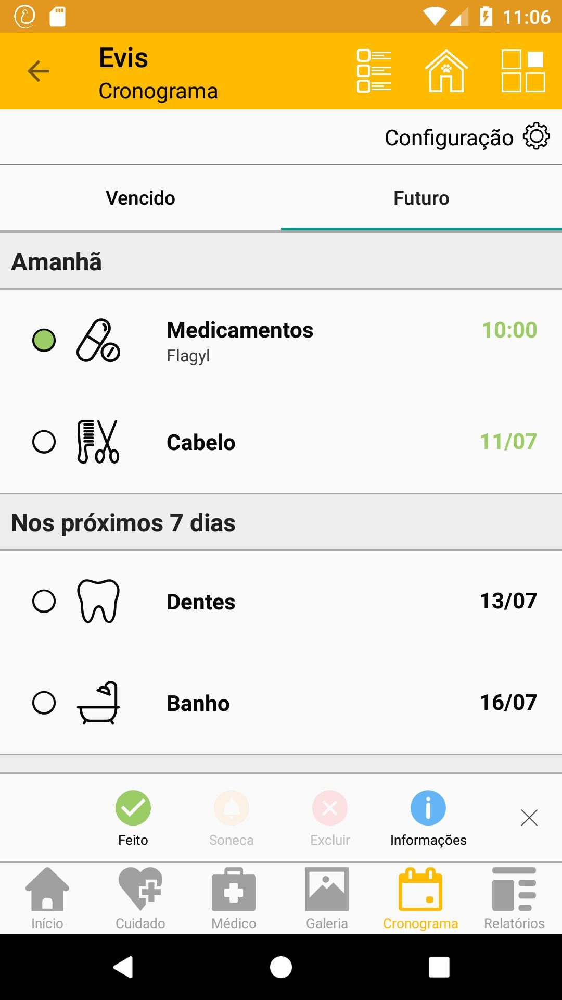 11:06
Evis
Cronograma
Configuração
Vencido
Futuro
Amanhã
Medicamentos
10:00
Flagyl
Cabelo
11/07
Nos próximos 7 dias
Dentes
13/07
Banho
16/07
Feito
Soneca
Excluir
Informações
Início
Cuidado
Médico
Galeria
Cronograma
Relatórios